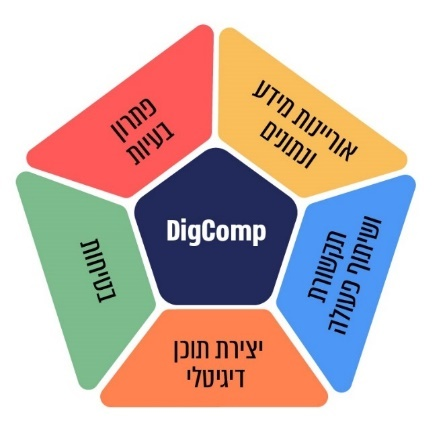 פתרון
בעיות
אוריינות מידע
ונתונים
DigComp
בטיחות
תקשורת
ושיתוף פעולה
יצירת תוכן
דיגיטלי